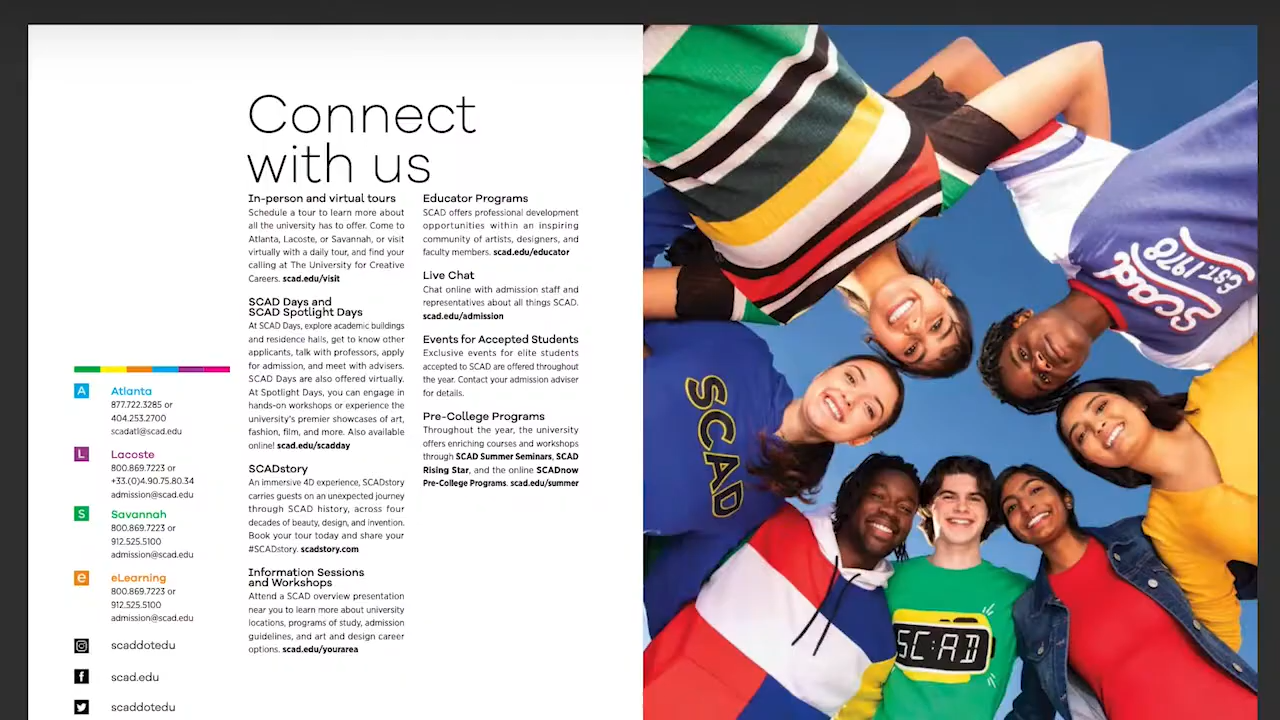 Connect
with us
In-person and virtual tours
Schedule a tour to learn more about
all the university has to offer. Come to
Atlanta, Lacoste, or Savannah, or visit
virtually with a daily tour, and find your
calling at The University for Creative
Careers. scad.edu/visit
SCAD Days and
SCAD Spotlight Days
At SCAD Days, explore academic buildings
and residence halls, get to know other
applicants, talk with professors, apply
for admission, and meet with advisers.
SCAD Days are also offered virtually.
At Spotlight Days, you can engage in
hands-on workshops or experience the
university's premier showcases of art,
fashion, film, and more. Also available
online! scad.edu/scadday
SCADstory
An immersive 4D experience, SCADstory
carries guests on an unexpected journey
through SCAD history, across four
decades of beauty, design, and invention.
Book your tour today and share your
#SCADstory. scadstory.com
Information Sessions
and Workshops
Attend a SCAD overview presentation
near you to learn more about university
locations, programs of study, admission
guidelines, and art and design career
options. scad.edu/yourarea
Educator Programs
SCAD offers professional development
opportunities within an inspiring
community of artists, designers, and
faculty members. scad.edu/educator
Live Chat
Chat online with admission staff and
representatives about all things SCAD.
scad.edu/admission
Events for Accepted Students
Exclusive events for elite students
accepted to SCAD are offered throughout
the year. Contact your admission adviser
for details.
Pre-College Programs
Throughout the year, the university
offers enriching courses and workshops
through SCAD Summer Seminars, SCAD
Rising Star, and the online SCADnow
Pre-College Programs. scad.edu/summer
A Atlanta
877.722.3285 or
404.253.2700
scadatl@scad.edu
L Lacoste
800.869.7223 or
+33.(0)4.90.75.80.34
admission@scad.edu
S Savannah
800.869.7223 or
912.525.5100
admission@scad.edu
e eLearning
800.869.7223 or
912.525.5100
admission@scad.edu
scaddotedu
f scad.edu
scaddotedu
scad
EST. 1978
SCAD
SC:AD